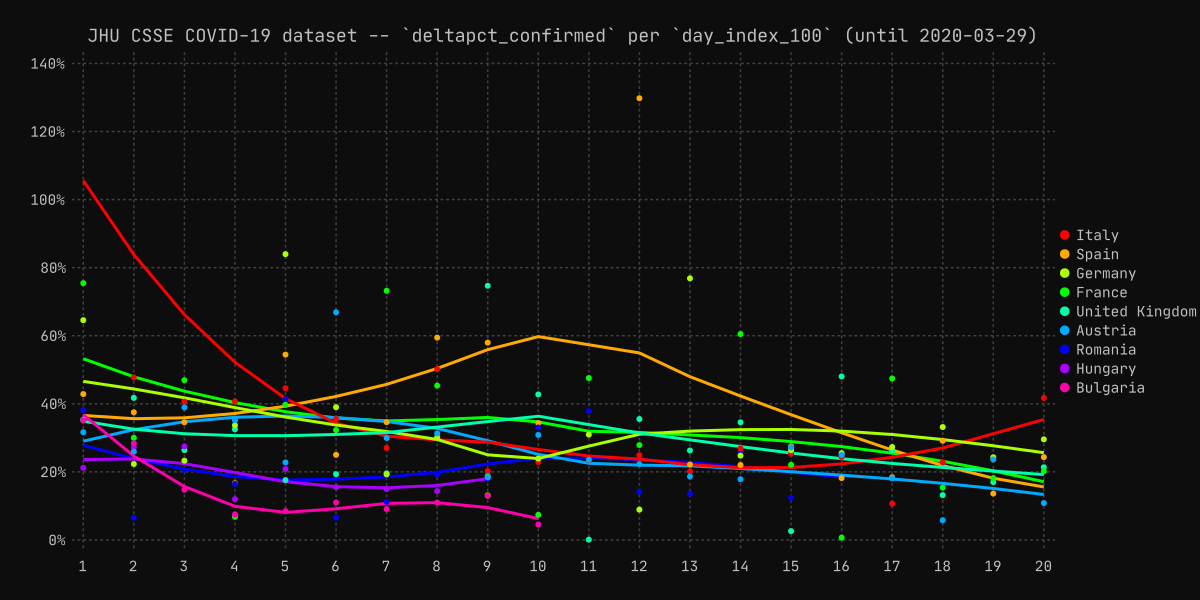 JHU CSSE COVID-19 dataset -- `deltapct_confirmed` per `day_index_100` (until 2020-03-29)
140%
120%
100%
80%
60%
40%
20%
0%
1 2 3 4 5 6 7 8 9 10 11 12 13 14 15 16 17 18 19 20
Italy
Spain
Germany
France
United Kingdom
Austria
Romania
Hungary
Bulgaria